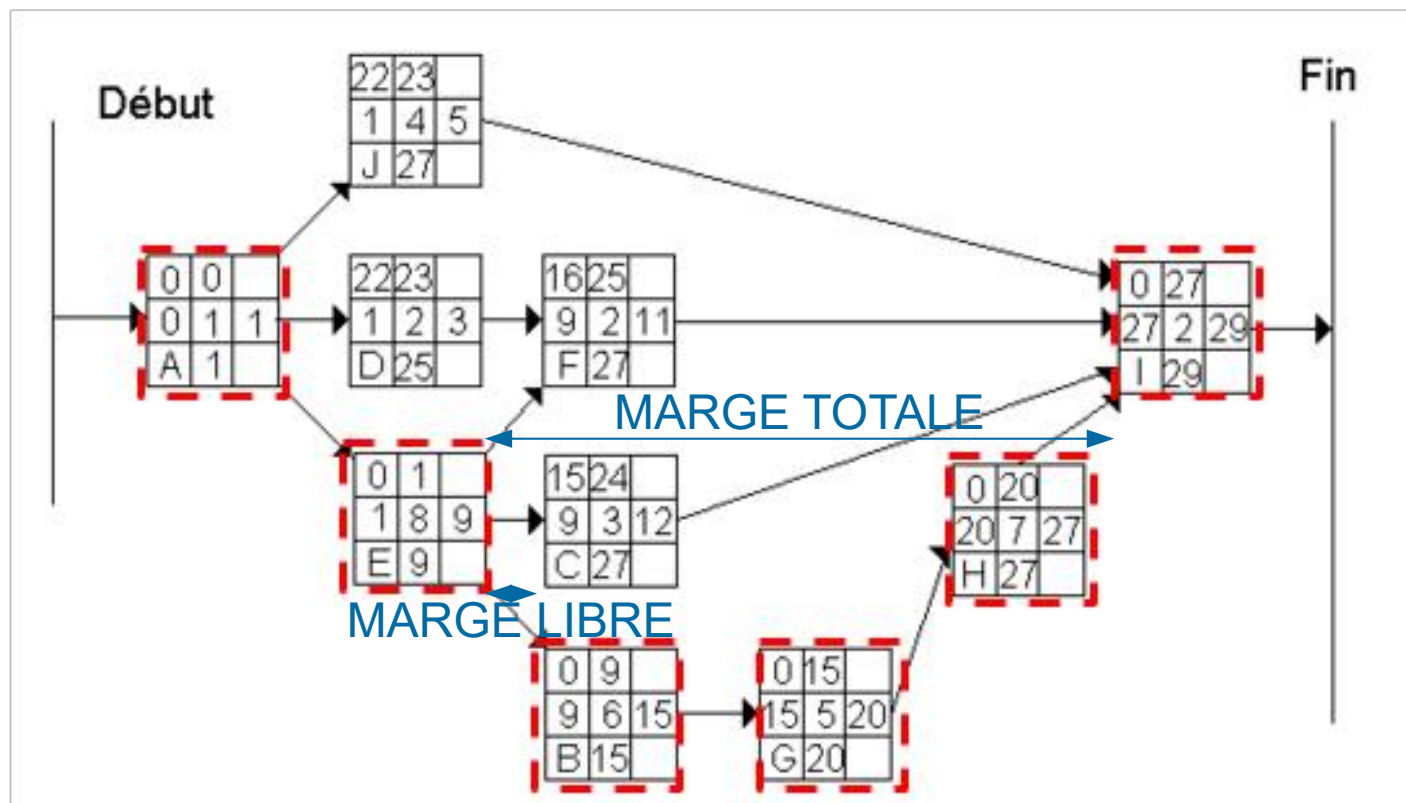 Début
Fin
22 23
1 4 5
J 27
0 0
0 1 1
A 1
22 23
1 2 3
D 25
16 25
9 2 11
F 27
0 27
27 2 29
I 29
MARGE TOTALE
0 1
1 8 9
E 9
15 24
9 3 12
C 27
0 20
20 7 27
H 27
MARGE LIBRE
0 9
9 6 15
B 15
0 15
15 5 20
G 20